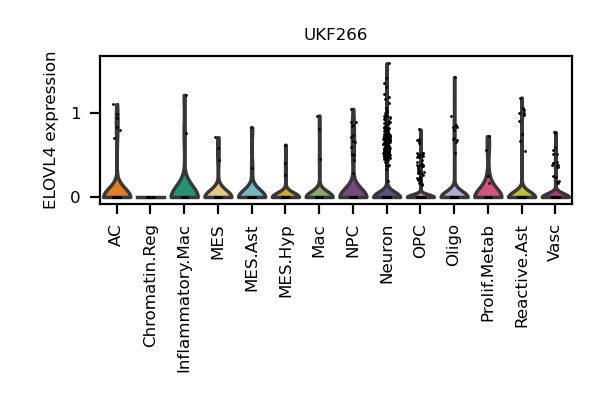 UKF266
ELOVL4 expression
1
0
AC
Chromatin.Reg
Inflammatory.Mac
MES
MES.Ast
MES.Hyp
Mac
NPC
Neuron
OPC
Oligo
Prolif.Metab
Reactive.Ast
Vasc